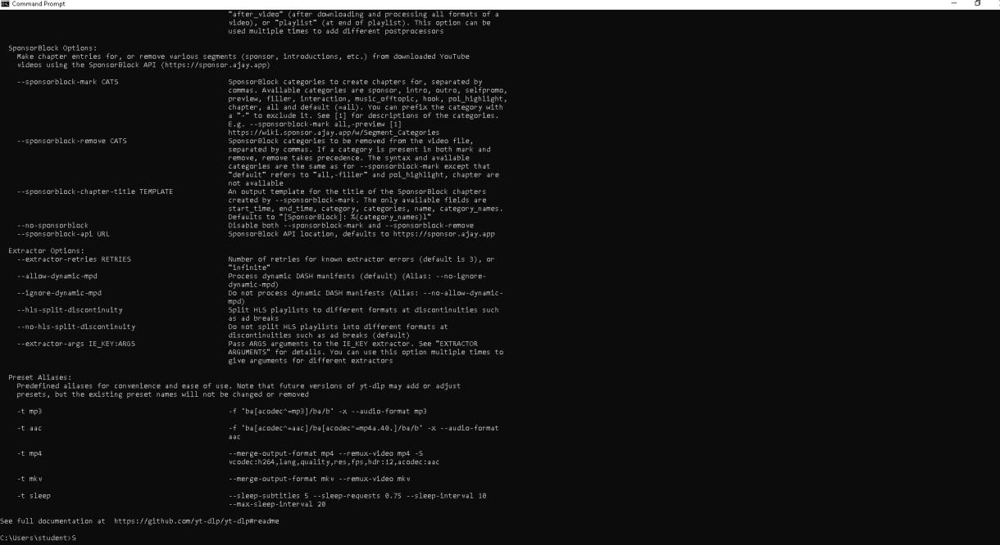 Command Prompt
"after_video" (after downloading and processing all formats of a
video), or "playlist" (at end of playlist). This option can be
used multiple times to add different postprocessors
SponsorBlock Options:
Make chapter entries for, or remove various segments (sponsor, introductions, etc.) from downloaded YouTube
videos using the SponsorBlock API (https://sponsor.ajay.app)
--sponsorblock-mark CATS SponsorBlock categories to create chapters for, separated by
commas. Available categories are sponsor, intro, outro, selfpromo,
preview, filler, interaction, music_offtopic, hook, poi_highlight,
chapter, all and default (=all). You can prefix the category with
a "-" to exclude it. See [1] for descriptions of the categories.
E.g. --sponsorblock-mark all,-preview [1]
https://wiki.sponsor.ajay.app/w/Segment_Categories
--sponsorblock-remove CATS SponsorBlock categories to be removed from the video file,
separated by commas. If a category is present in both mark and
remove, remove takes precedence. The syntax and available
categories are the same as for --sponsorblock-mark except that
"default" refers to "all,-filler" and poi_highlight, chapter are
not available
--sponsorblock-chapter-title TEMPLATE An output template for the title of the SponsorBlock chapters
created by --sponsorblock-mark. The only available fields are
start_time, end_time, category, categories, name, category_names.
Defaults to "[SponsorBlock]: %(category_names)l"
--no-sponsorblock Disable both --sponsorblock-mark and --sponsorblock-remove
--sponsorblock-api URL SponsorBlock API location, defaults to https://sponsor.ajay.app
Extractor Options:
--extractor-retries RETRIES Number of retries for known extractor errors (default is 3), or
"infinite"
--allow-dynamic-mpd Process dynamic DASH manifests (default) (Alias: --no-ignore-
dynamic-mpd)
--ignore-dynamic-mpd Do not process dynamic DASH manifests (Alias: --no-allow-dynamic-
mpd)
--hls-split-discontinuity Split HLS playlists to different formats at discontinuities such
as ad breaks
--no-hls-split-discontinuity Do not split HLS playlists into different formats at
discontinuities such as ad breaks (default)
--extractor-args IE_KEY:ARGS Pass ARGS arguments to the IE_KEY extractor. See "EXTRACTOR
ARGUMENTS" for details. You can use this option multiple times to
give arguments for different extractors
Preset Aliases:
Predefined aliases for convenience and ease of use. Note that future versions of yt-dlp may add or adjust
presets, but the existing preset names will not be changed or removed
-t mp3 -f 'ba[acodec^=mp3]/ba/b' -x --audio-format mp3
-t aac -f 'ba[acodec^=aac]/ba[acodec^=mp4a.40.]/ba/b' -x --audio-format
aac
-t mp4 --merge-output-format mp4 --remux-video mp4 -S
vcodec:h264,lang,quality,res,fps,hdr:12,acodec:aac
-t mkv --merge-output-format mkv --remux-video mkv
-t sleep --sleep-subtitles 5 --sleep-requests 0.75 --sleep-interval 10
--max-sleep-interval 20
See full documentation at https://github.com/yt-dlp/yt-dlp#readme
C:\Users\student>S